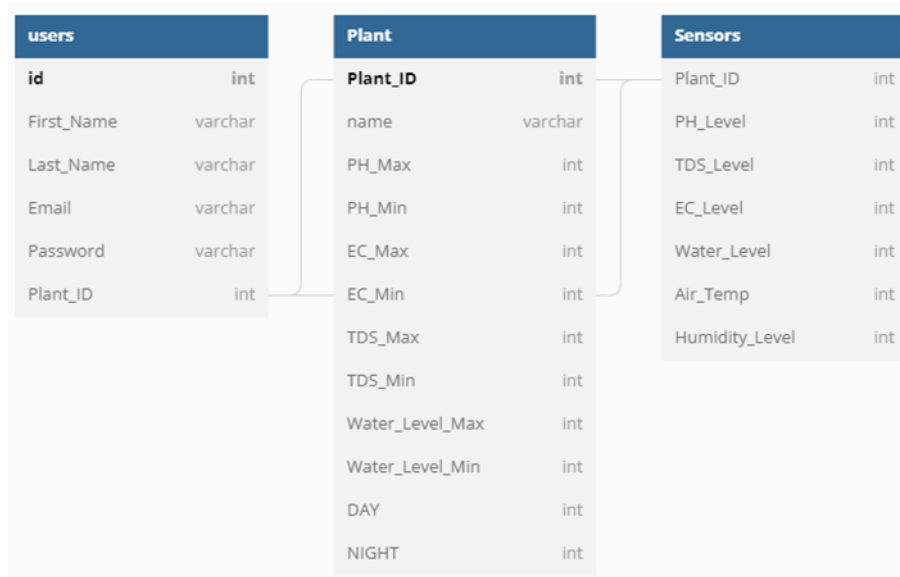 users
id int
First_Name varchar
Last_Name varchar
Email varchar
Password varchar
Plant_ID int
Plant
Plant_ID int
name varchar
PH_Max int
PH_Min int
EC_Max int
EC_Min int
TDS_Max int
TDS_Min int
Water_Level_Max int
Water_Level_Min int
DAY int
NIGHT int
Sensors
Plant_ID int
PH_Level int
TDS_Level int
EC_Level int
Water_Level int
Air_Temp int
Humidity_Level int